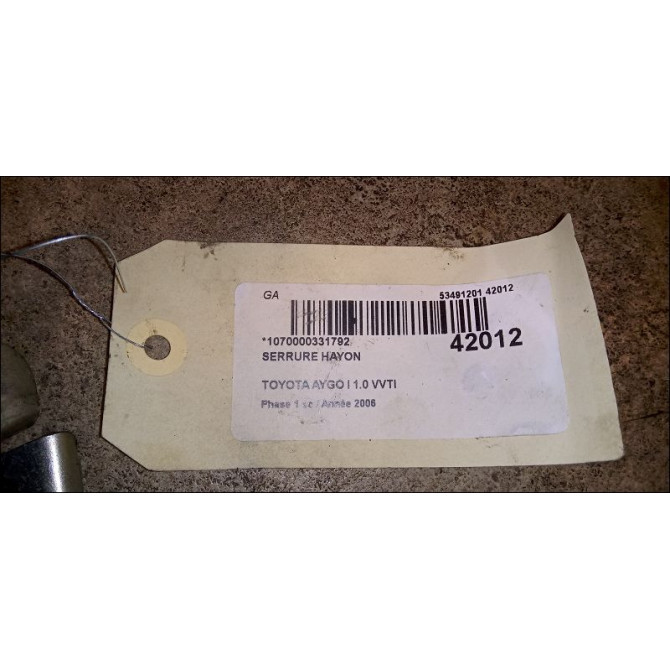 GA 53491201 42012
*1070000331792 42012
SERRURE HAYON
TOYOTA AYGO I 1.0 VVTI
Phase 1 / Année 2006